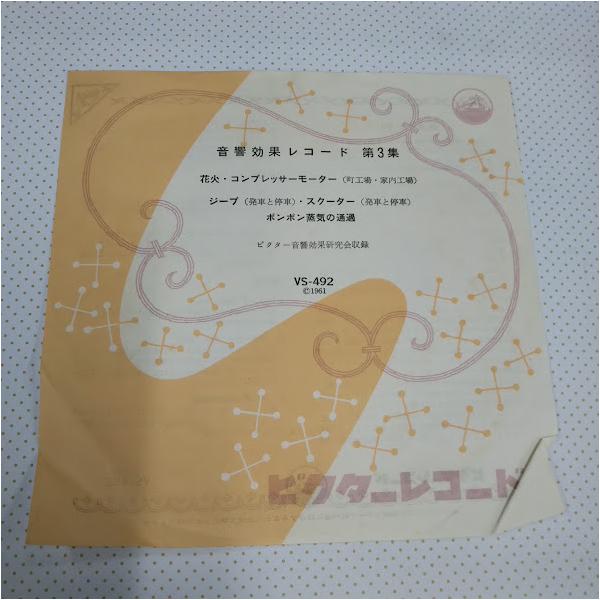 音響効果レコード 第3集
花火・コンプレッサーモーター（町工場・家内工場）
ジープ（発車と停車）・スクーター（発車と停車）
ポンポン蒸気の通過
ビクター音響効果研究会収録
VS-492
©1961
ビクターレコード